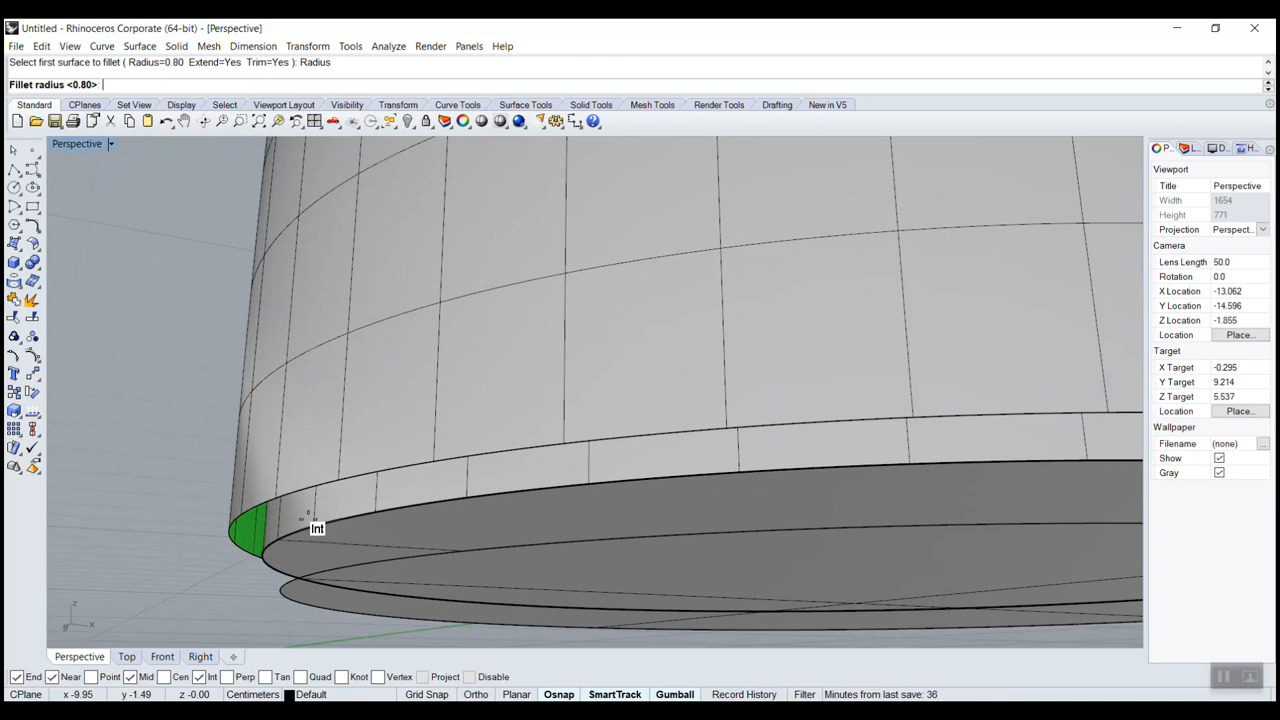 Untitled - Rhinoceros Corporate (64-bit) - [Perspective]
File Edit View Curve Surface Solid Mesh Dimension Transform Tools Analyze Render Panels Help
Select first surface to fillet ( Radius=0.80 Extend=Yes Trim=Yes ): Radius
Fillet radius <0.80>:
Standard CPlanes Set View Display Select Viewport Layout Visibility Transform Curve Tools Surface Tools Solid Tools Mesh Tools Render Tools Drafting New in V5
Perspective
P... L... D... H...
Viewport
Title Perspective
Width 1654
Height 771
Projection Perspect...
Camera
Lens Length 50.0
Rotation 0.0
X Location -13.062
Y Location -14.596
Z Location -1.855
Location Place...
Target
X Target -0.295
Y Target 9.214
Z Target 5.537
Location Place...
Wallpaper
Filename (none) ...
Show
Gray
Int
z
y x
Perspective Top Front Right
End Near Point Mid Cen Int Perp Tan Quad Knot Vertex Project Disable
CPlane x -9.95 y -1.49 z -0.00 Centimeters Default Grid Snap Ortho Planar Osnap SmartTrack Gumball Record History Filter Minutes from last save: 36